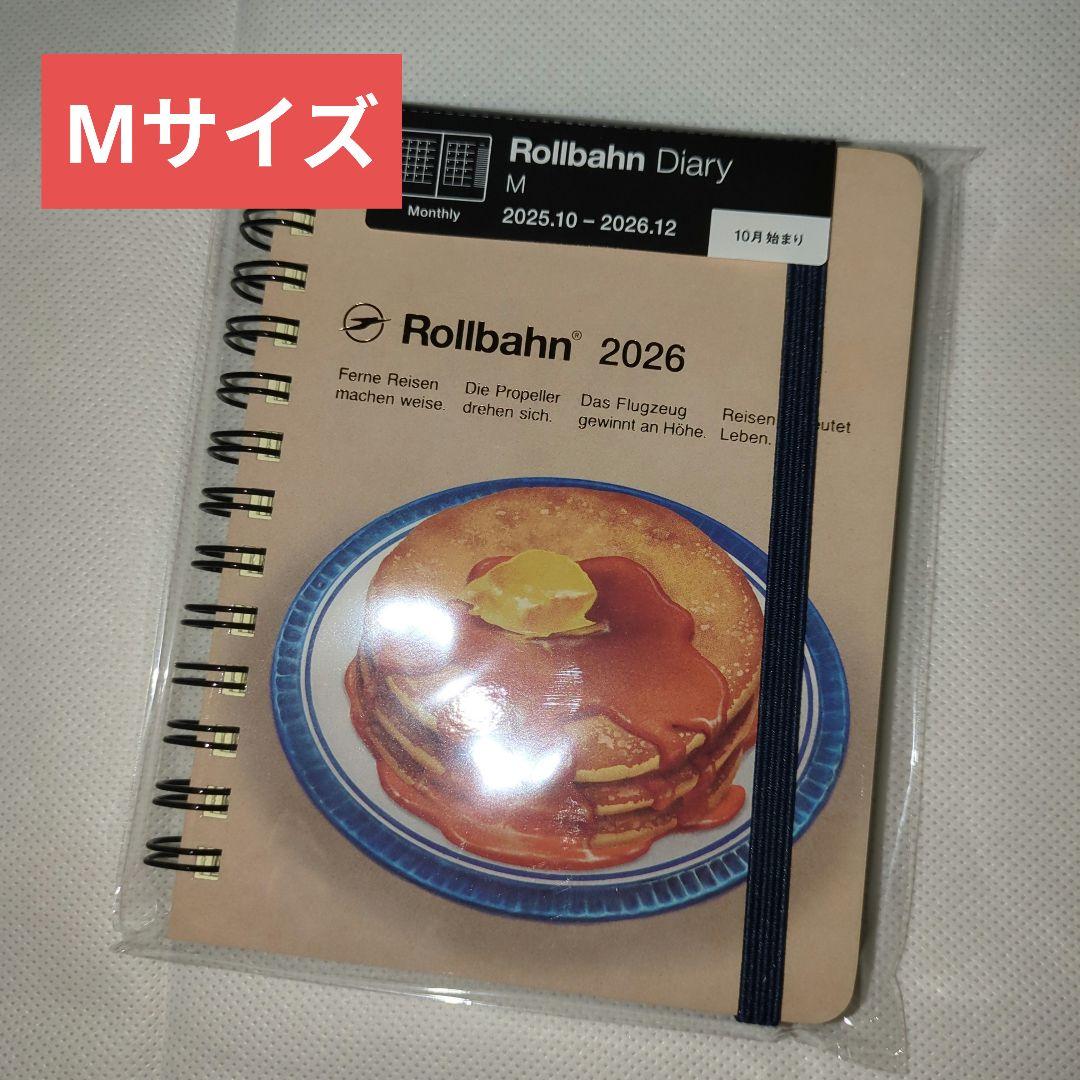 Mサイズ
Rollbahn Diary
M
Monthly
2025.10 – 2026.12
10月始まり
Rollbahn® 2026
Ferne Reisen
machen weise.
Die Propeller
drehen sich.
Das Flugzeug
gewinnt an Höhe.
Reisen
Leben.